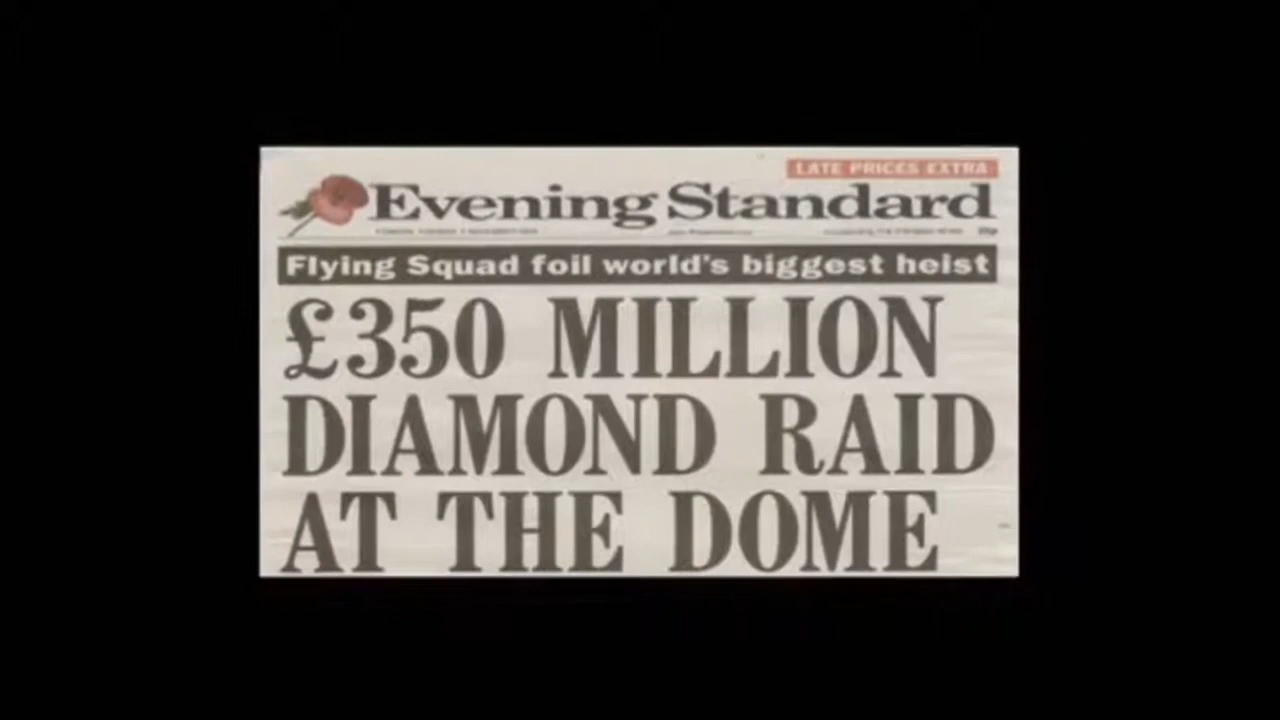 LATE PRICES EXTRA
Evening Standard
Flying Squad foil world's biggest heist
£350 MILLION
DIAMOND RAID
AT THE DOME